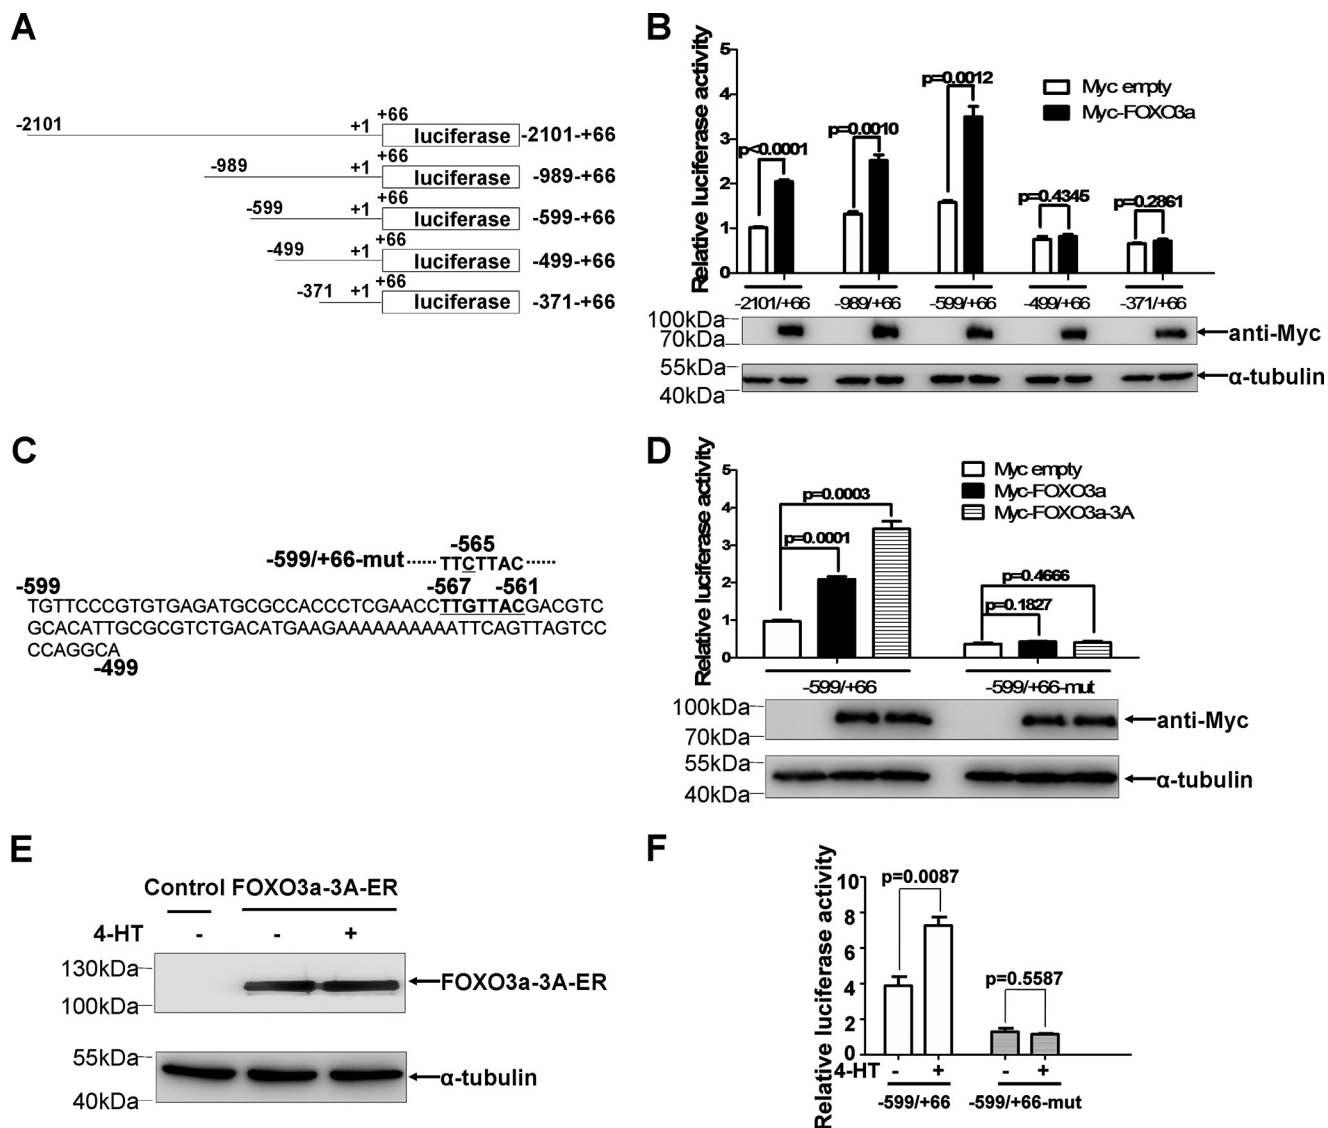 A
-2101
+1
+66
luciferase
-2101-+66
-989
+1
+66
luciferase
-989-+66
-599
+1
+66
luciferase
-599-+66
-499
+1
+66
luciferase
-499-+66
-371
+1
+66
luciferase
-371-+66
B
Relative luciferase activity
5
4
3
2
1
0
Myc empty
Myc-FOXO3a
p<0.0001
p=0.0010
p=0.0012
p=0.4345
p=0.2861
-2101/+66
-989/+66
-599/+66
-499/+66
-371/+66
100kDa
70kDa
anti-Myc
55kDa
40kDa
α-tubulin
C
-565
-599/+66-mut ······ TTCTTAC ······
-599
-567
-561
TGTTCCCGTGTGAGATGCGCCACCCTCGAACCTTGTTACGACGTC
GCACATTGCGCGTCTGACATGAAGAAAAAAAAAATTCAGTTAGTCC
CCAGGCA
-499
D
Relative luciferase activity
5
4
3
2
1
0
Myc empty
Myc-FOXO3a
Myc-FOXO3a-3A
p=0.0003
p=0.0001
p=0.4666
p=0.1827
-599/+66
-599/+66-mut
100kDa
70kDa
anti-Myc
55kDa
40kDa
α-tubulin
E
Control FOXO3a-3A-ER
4-HT - - +
130kDa
100kDa
FOXO3a-3A-ER
55kDa
40kDa
α-tubulin
F
Relative luciferase activity
10
8
6
4
2
0
p=0.0087
p=0.5587
4-HT - + - +
-599/+66
-599/+66-mut